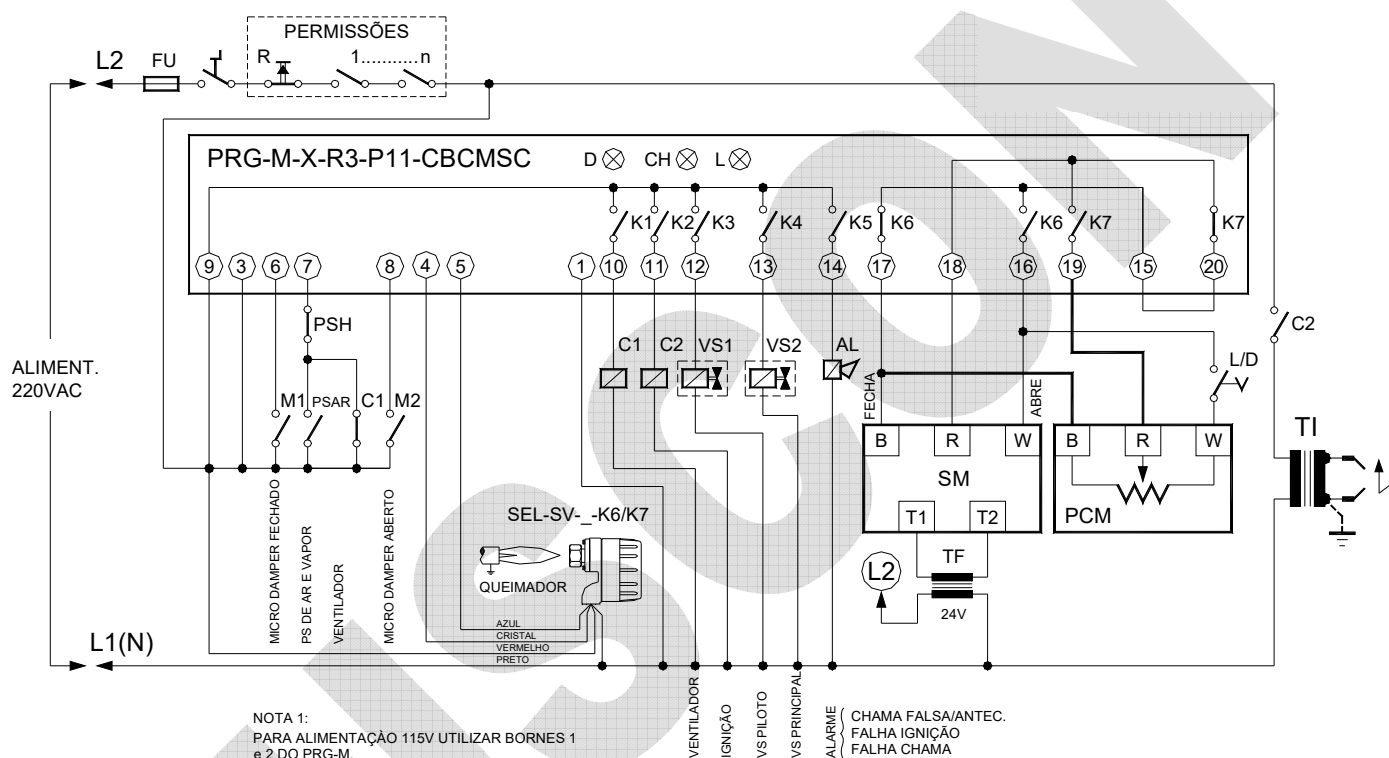 PERMISSÕES
L2
FU
R
1...........n
PRG-M-X-R3-P11-CBCMSC
D
CH
L
K1
K2
K3
K4
K5
K6
K6
K7
K7
9
3
6
7
8
4
5
1
10
11
12
13
14
17
18
16
19
15
20
PSH
C2
ALIMENT.
220VAC
C1
C2
VS1
VS2
AL
L/D
M1
PSAR
C1
M2
FECHA
ABRE
B
R
W
B
R
W
TI
SM
PCM
T1
T2
MICRO DAMPER FECHADO
PS DE AR E VAPOR
VENTILADOR
MICRO DAMPER ABERTO
SEL-SV-_-K6/K7
QUEIMADOR
TF
L2
24V
AZUL
CRISTAL
VERMELHO
PRETO
L1(N)
VENTILADOR
IGNIÇÃO
VS PILOTO
VS PRINCIPAL
ALARME
CHAMA FALSA/ANTEC.
FALHA IGNIÇÃO
FALHA CHAMA
NOTA 1:
PARA ALIMENTAÇÀO 115V UTILIZAR BORNES 1
e 2 DO PRG-M.